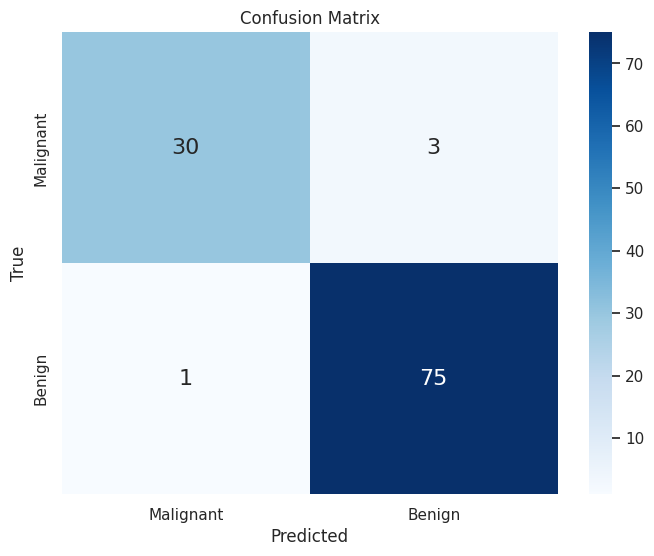 Confusion Matrix
True
Malignant
30
3
Benign
1
75
Malignant
Benign
Predicted
70
60
50
40
30
20
10